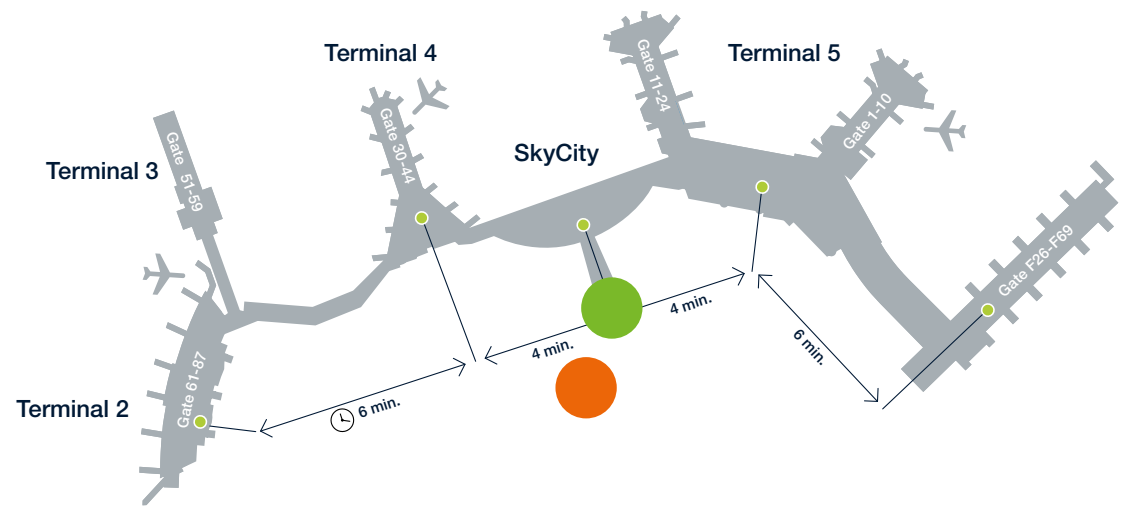 Terminal 4
Terminal 5
Gate 11-24
Gate 1-10
Gate 30-44
SkyCity
Terminal 3
Gate 51-59
Gate F26-F69
4 min.
4 min.
6 min.
Gate 61-87
Terminal 2
6 min.